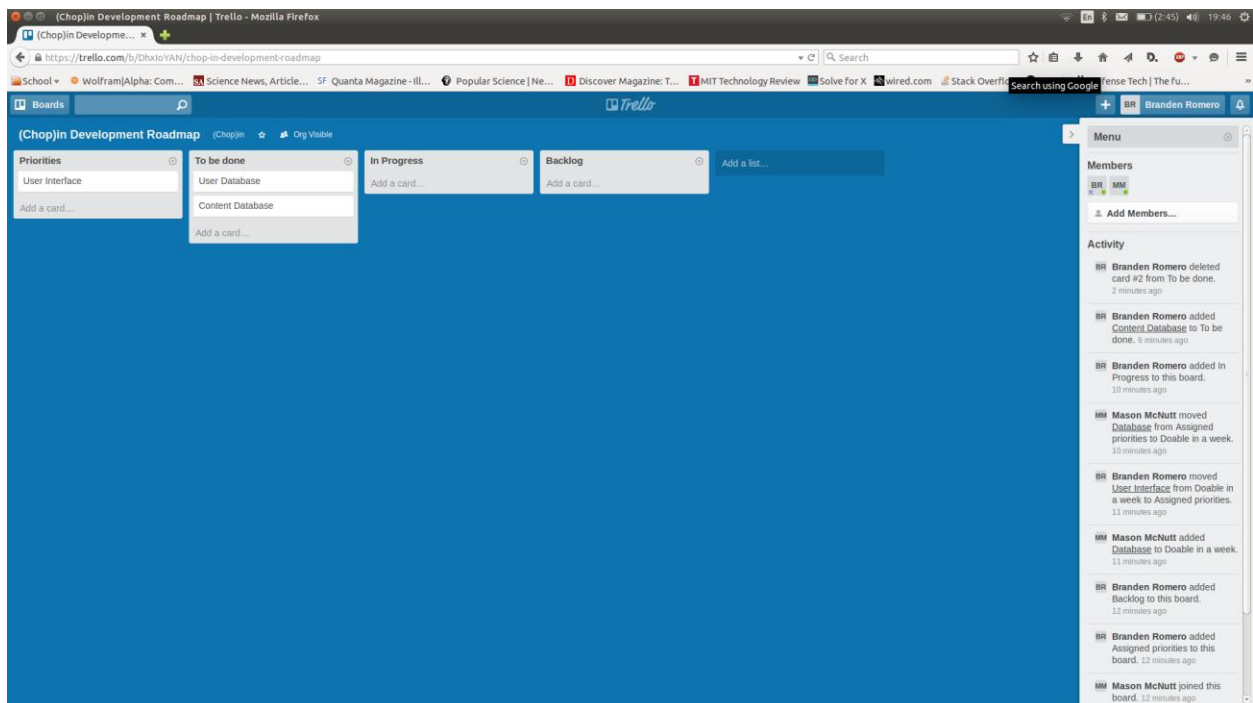 (Chop)in Development Roadmap | Trello - Mozilla Firefox
En
(2:45)
19:46
(Chop)in Developme... ×
https://trello.com/b/DhxIoYAN/chop-in-development-roadmap
Search
School
Wolfram|Alpha: Com...
Science News, Article...
Quanta Magazine - Ill...
Popular Science | Ne...
Discover Magazine: T...
MIT Technology Review
Solve for X
wired.com
Stack Overflo
fense Tech | The fu...
Search using Google
Boards
Trello
BR Branden Romero
(Chop)in Development Roadmap (Chop)in Org Visible
Priorities
User Interface
Add a card...
To be done
User Database
Content Database
Add a card...
In Progress
Add a card...
Backlog
Add a card...
Add a list...
Menu
Members
BR MM
Add Members...
Activity
BR Branden Romero deleted
card #2 from To be done.
2 minutes ago
BR Branden Romero added
Content Database to To be
done. 6 minutes ago
BR Branden Romero added In
Progress to this board.
10 minutes ago
MM Mason McNutt moved
Database from Assigned
priorities to Doable in a week.
10 minutes ago
BR Branden Romero moved
User Interface from Doable in
a week to Assigned priorities.
11 minutes ago
MM Mason McNutt added
Database to Doable in a week.
11 minutes ago
BR Branden Romero added
Backlog to this board.
12 minutes ago
BR Branden Romero added
Assigned priorities to this
board. 12 minutes ago
MM Mason McNutt joined this
board. 12 minutes ago